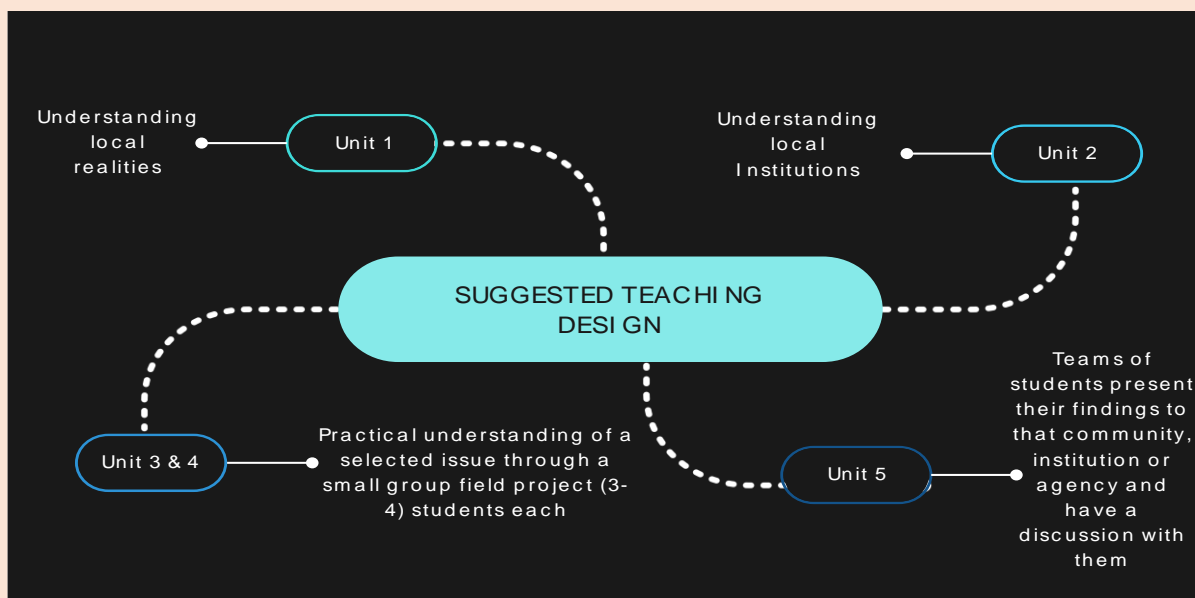 Understanding
local
realities
Unit 1
Understanding
local
Institutions
Unit 2
SUGGESTED TEACHING
DESIGN
Unit 3 & 4
Practical understanding of a
selected issue through a
small group field project (3-
4) students each
Unit 5
Teams of
students present
their findings to
that community,
institution or
agency and
have a
discussion with
them